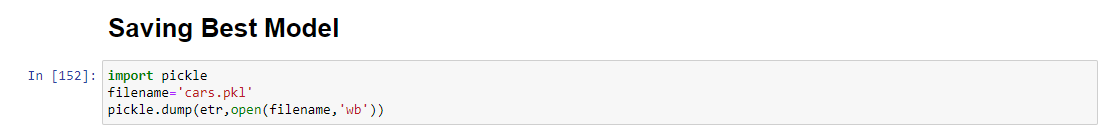 Saving Best Model
In [152]: import pickle
filename='cars.pkl'
pickle.dump(etr,open(filename,'wb'))